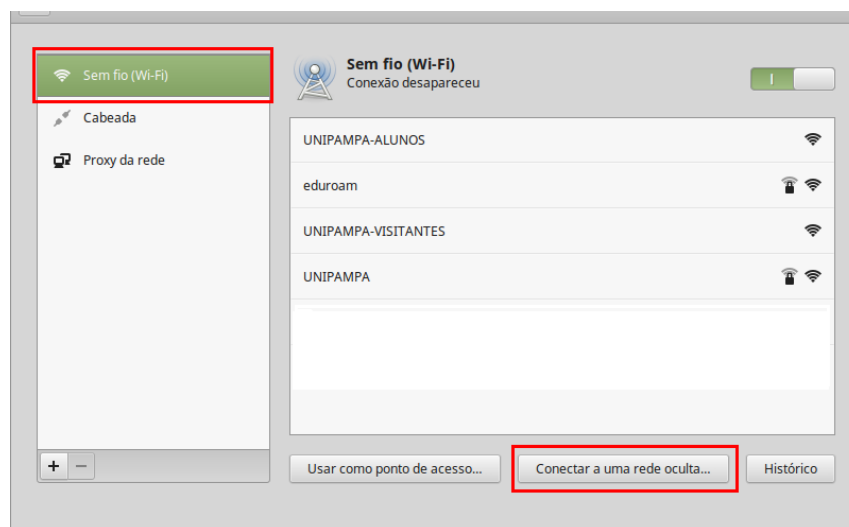 Sem fio (Wi-Fi)
Cabeada
Proxy da rede
Sem fio (Wi-Fi)
Conexão desapareceu
UNIPAMPA-ALUNOS
eduroam
UNIPAMPA-VISITANTES
UNIPAMPA
Usar como ponto de acesso...
Conectar a uma rede oculta...
Histórico